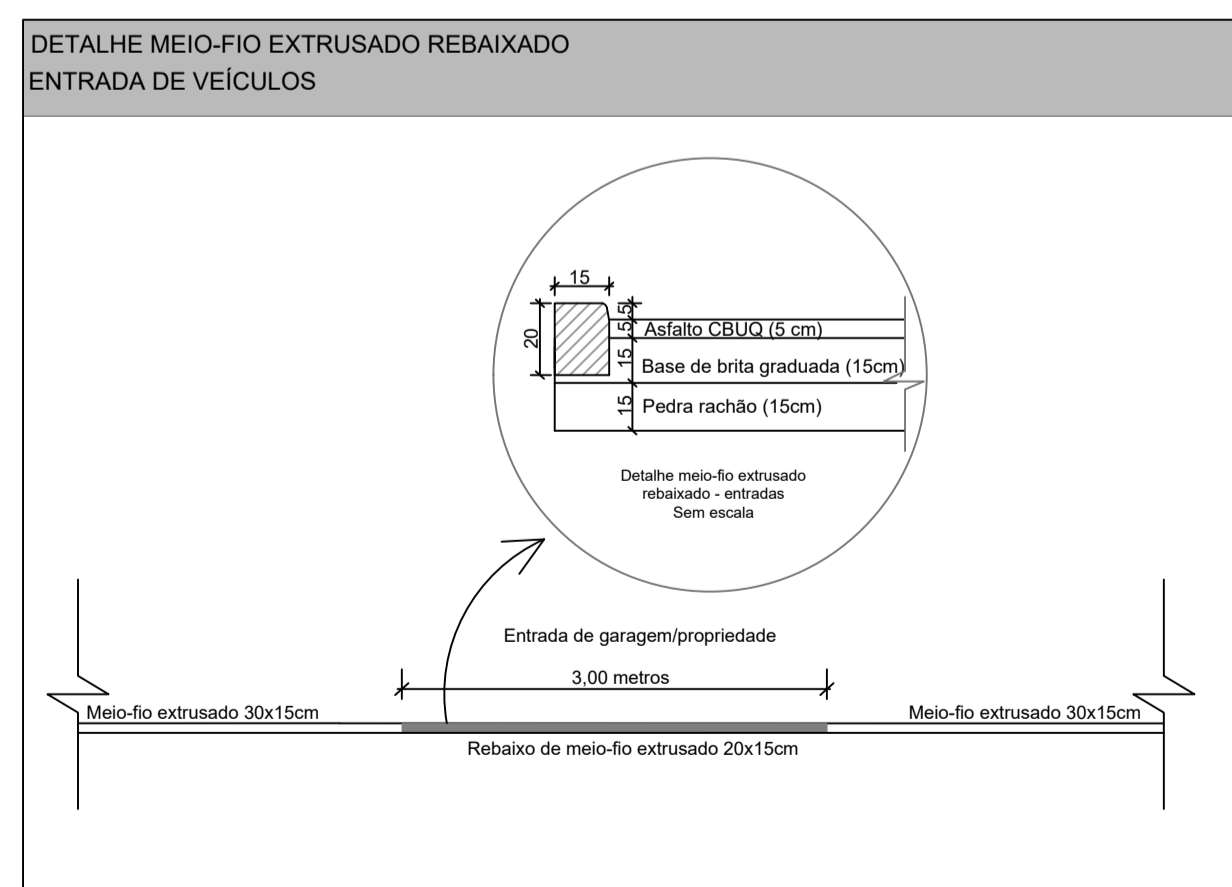 DETALHE MEIO-FIO EXTRUSADO REBAIXADO
ENTRADA DE VEÍCULOS
15
20
5
5
15
15
Asfalto CBUQ (5 cm)
Base de brita graduada (15cm)
Pedra rachão (15cm)
Detalhe meio-fio extrusado
rebaixado - entradas
Sem escala
Entrada de garagem/propriedade
3,00 metros
Meio-fio extrusado 30x15cm
Meio-fio extrusado 30x15cm
Rebaixo de meio-fio extrusado 20x15cm